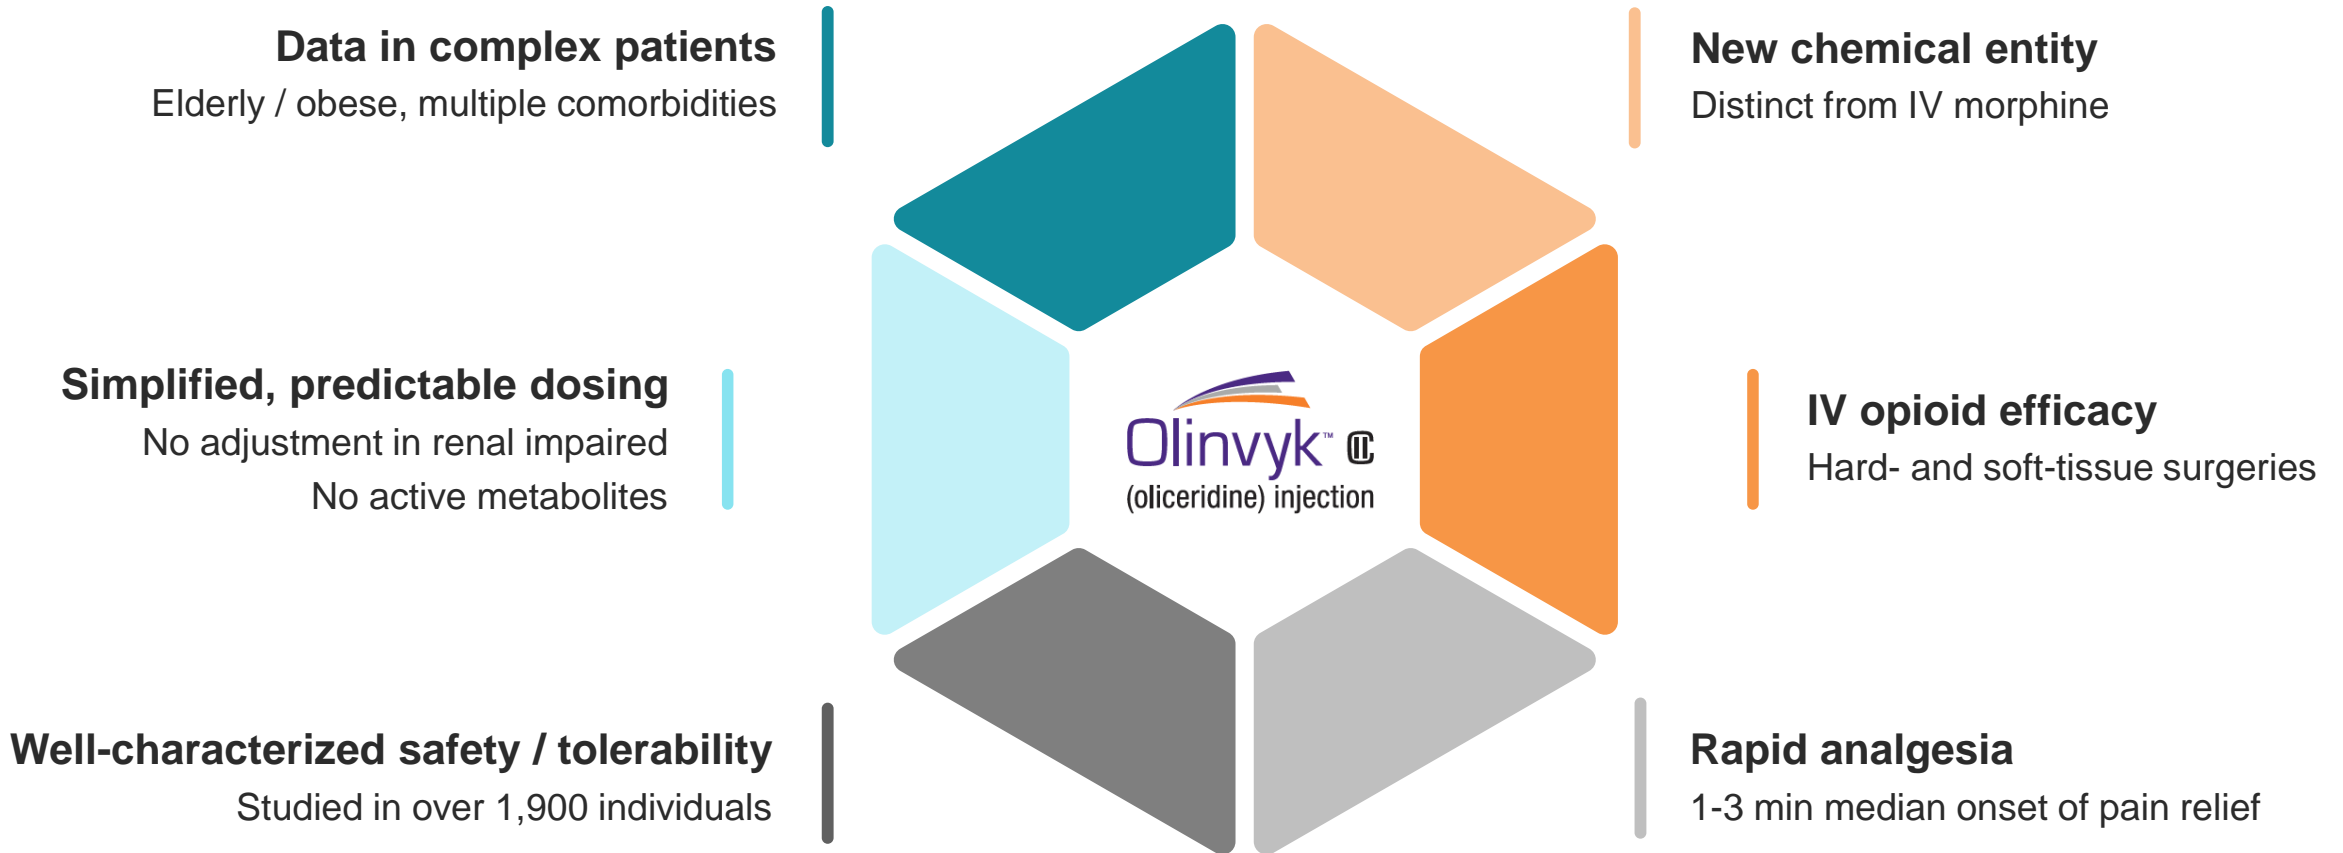 Data in complex patients
Elderly / obese, multiple comorbidities
New chemical entity
Distinct from IV morphine
Simplified, predictable dosing
No adjustment in renal impaired
No active metabolites
Olinvyk™ CII
(oliceridine) injection
IV opioid efficacy
Hard- and soft-tissue surgeries
Well-characterized safety / tolerability
Studied in over 1,900 individuals
Rapid analgesia
1-3 min median onset of pain relief